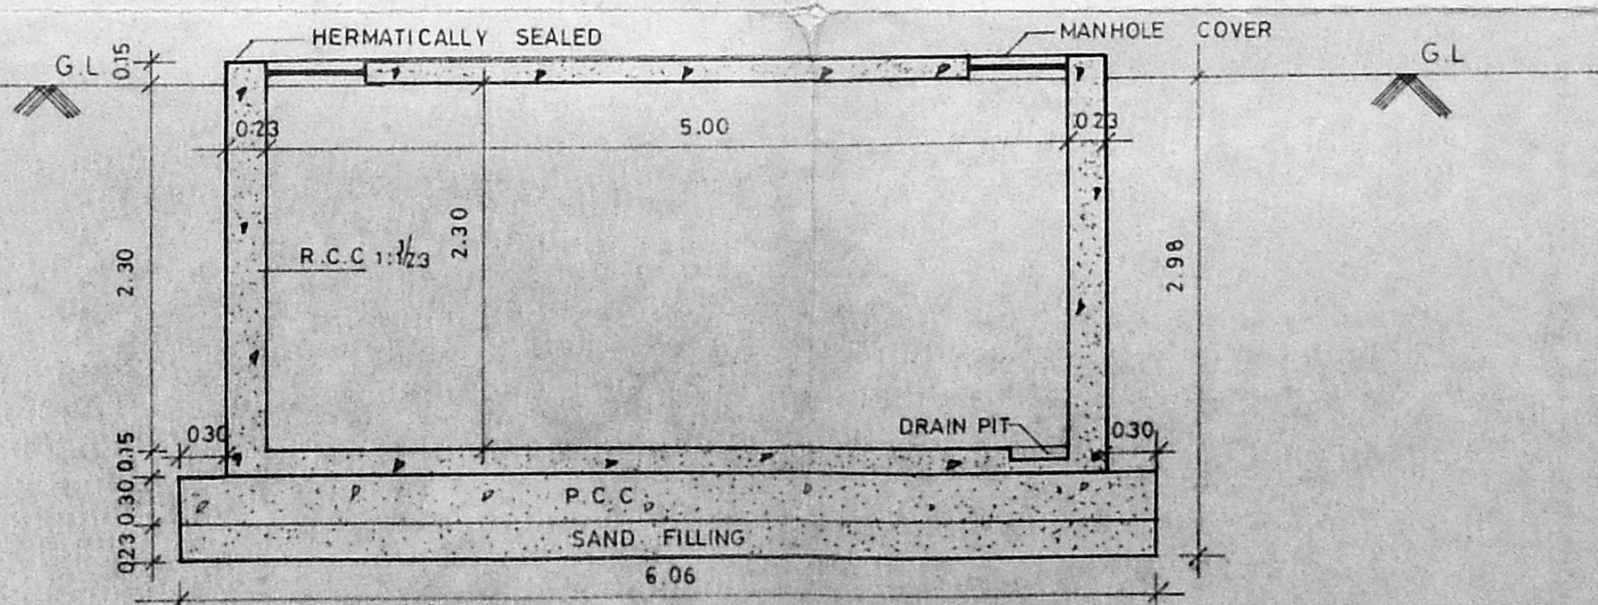 HERMATICALLY SEALED
MANHOLE COVER
G.L
0.15
G.L
0.23
5.00
0.23
2.30
2.30
R.C.C 1:1½:3
2.98
DRAIN PIT
0.30
0.30
0.15
0.30
P.C.C.
0.23
SAND FILLING
6.06